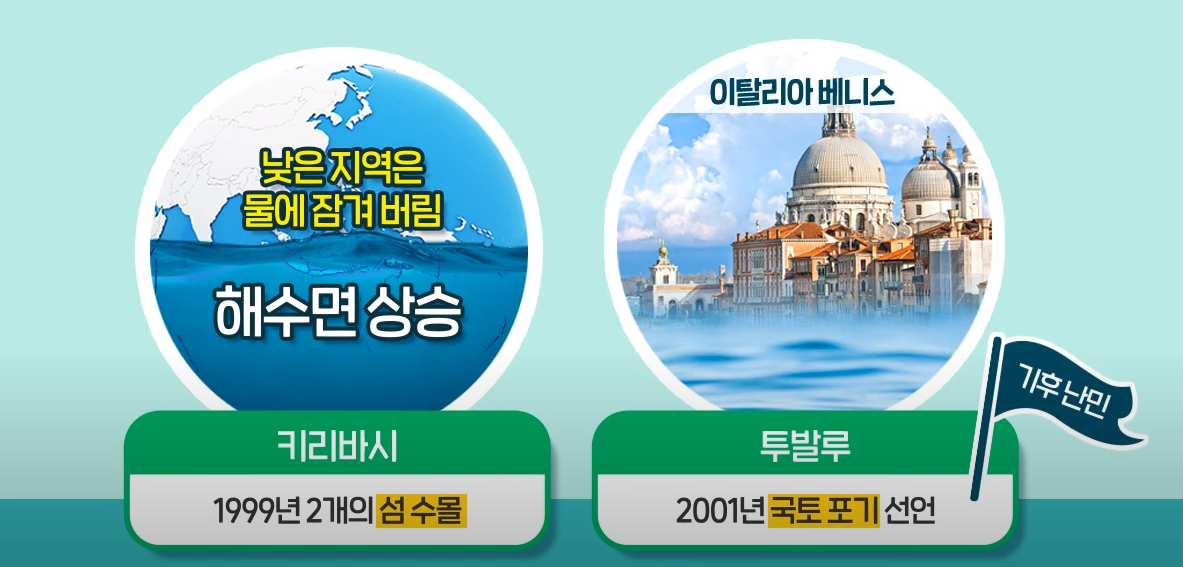 낮은 지역은
물에 잠겨 버림
해수면 상승
이탈리아 베니스
키리바시
1999년 2개의 섬 수몰
투발루
2001년 국토 포기 선언
기후 난민